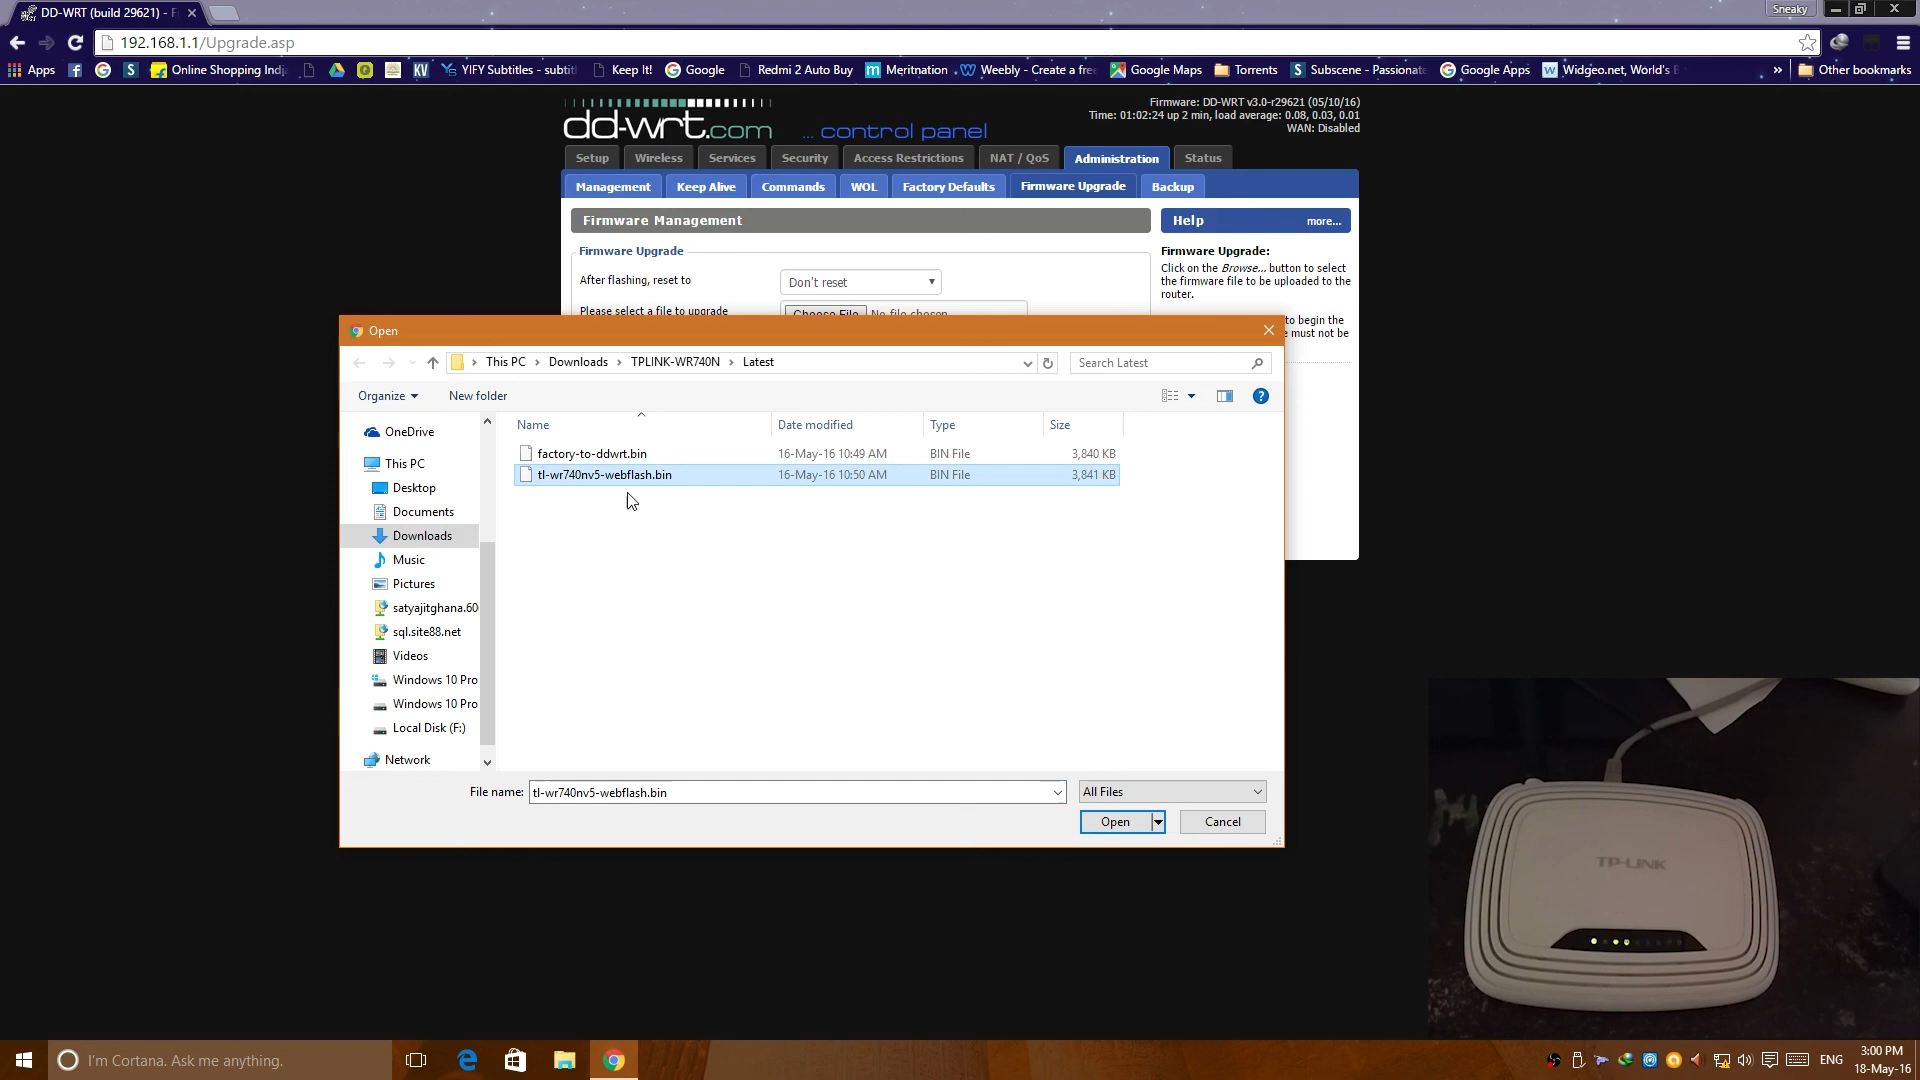 DD-WRT (build 29621) - F
Sneaky
192.168.1.1/Upgrade.asp
Apps
Online Shopping Indi
KV
YIFY Subtitles - subtit
Keep It!
Google
Redmi 2 Auto Buy
Meritnation
Weebly - Create a free
Google Maps
Torrents
Subscene - Passionate
Google Apps
Widgeo.net, World's B
Other bookmarks
dd-wrt.com
... control panel
Firmware: DD-WRT v3.0-r29621 (05/10/16)
Time: 01:02:24 up 2 min, load average: 0.08, 0.03, 0.01
WAN: Disabled
Setup
Wireless
Services
Security
Access Restrictions
NAT / QoS
Administration
Status
Management
Keep Alive
Commands
WOL
Factory Defaults
Firmware Upgrade
Backup
Firmware Management
Firmware Upgrade
After flashing, reset to
Don't reset
Please select a file to upgrade
Choose File
No file chosen
Help
more...
Firmware Upgrade:
Click on the Browse... button to select
the firmware file to be uploaded to the
router.
to begin the
must not be
Open
This PC
Downloads
TPLINK-WR740N
Latest
Search Latest
Organize
New folder
OneDrive
This PC
Desktop
Documents
Downloads
Music
Pictures
satyajitghana.60
sql.site88.net
Videos
Windows 10 Pro
Windows 10 Pro
Local Disk (F:)
Network
Name
Date modified
Type
Size
factory-to-ddwrt.bin
16-May-16 10:49 AM
BIN File
3,840 KB
tl-wr740nv5-webflash.bin
16-May-16 10:50 AM
BIN File
3,841 KB
File name:
tl-wr740nv5-webflash.bin
All Files
Open
Cancel
TP-LINK
I'm Cortana. Ask me anything.
ENG
3:00 PM
18-May-16